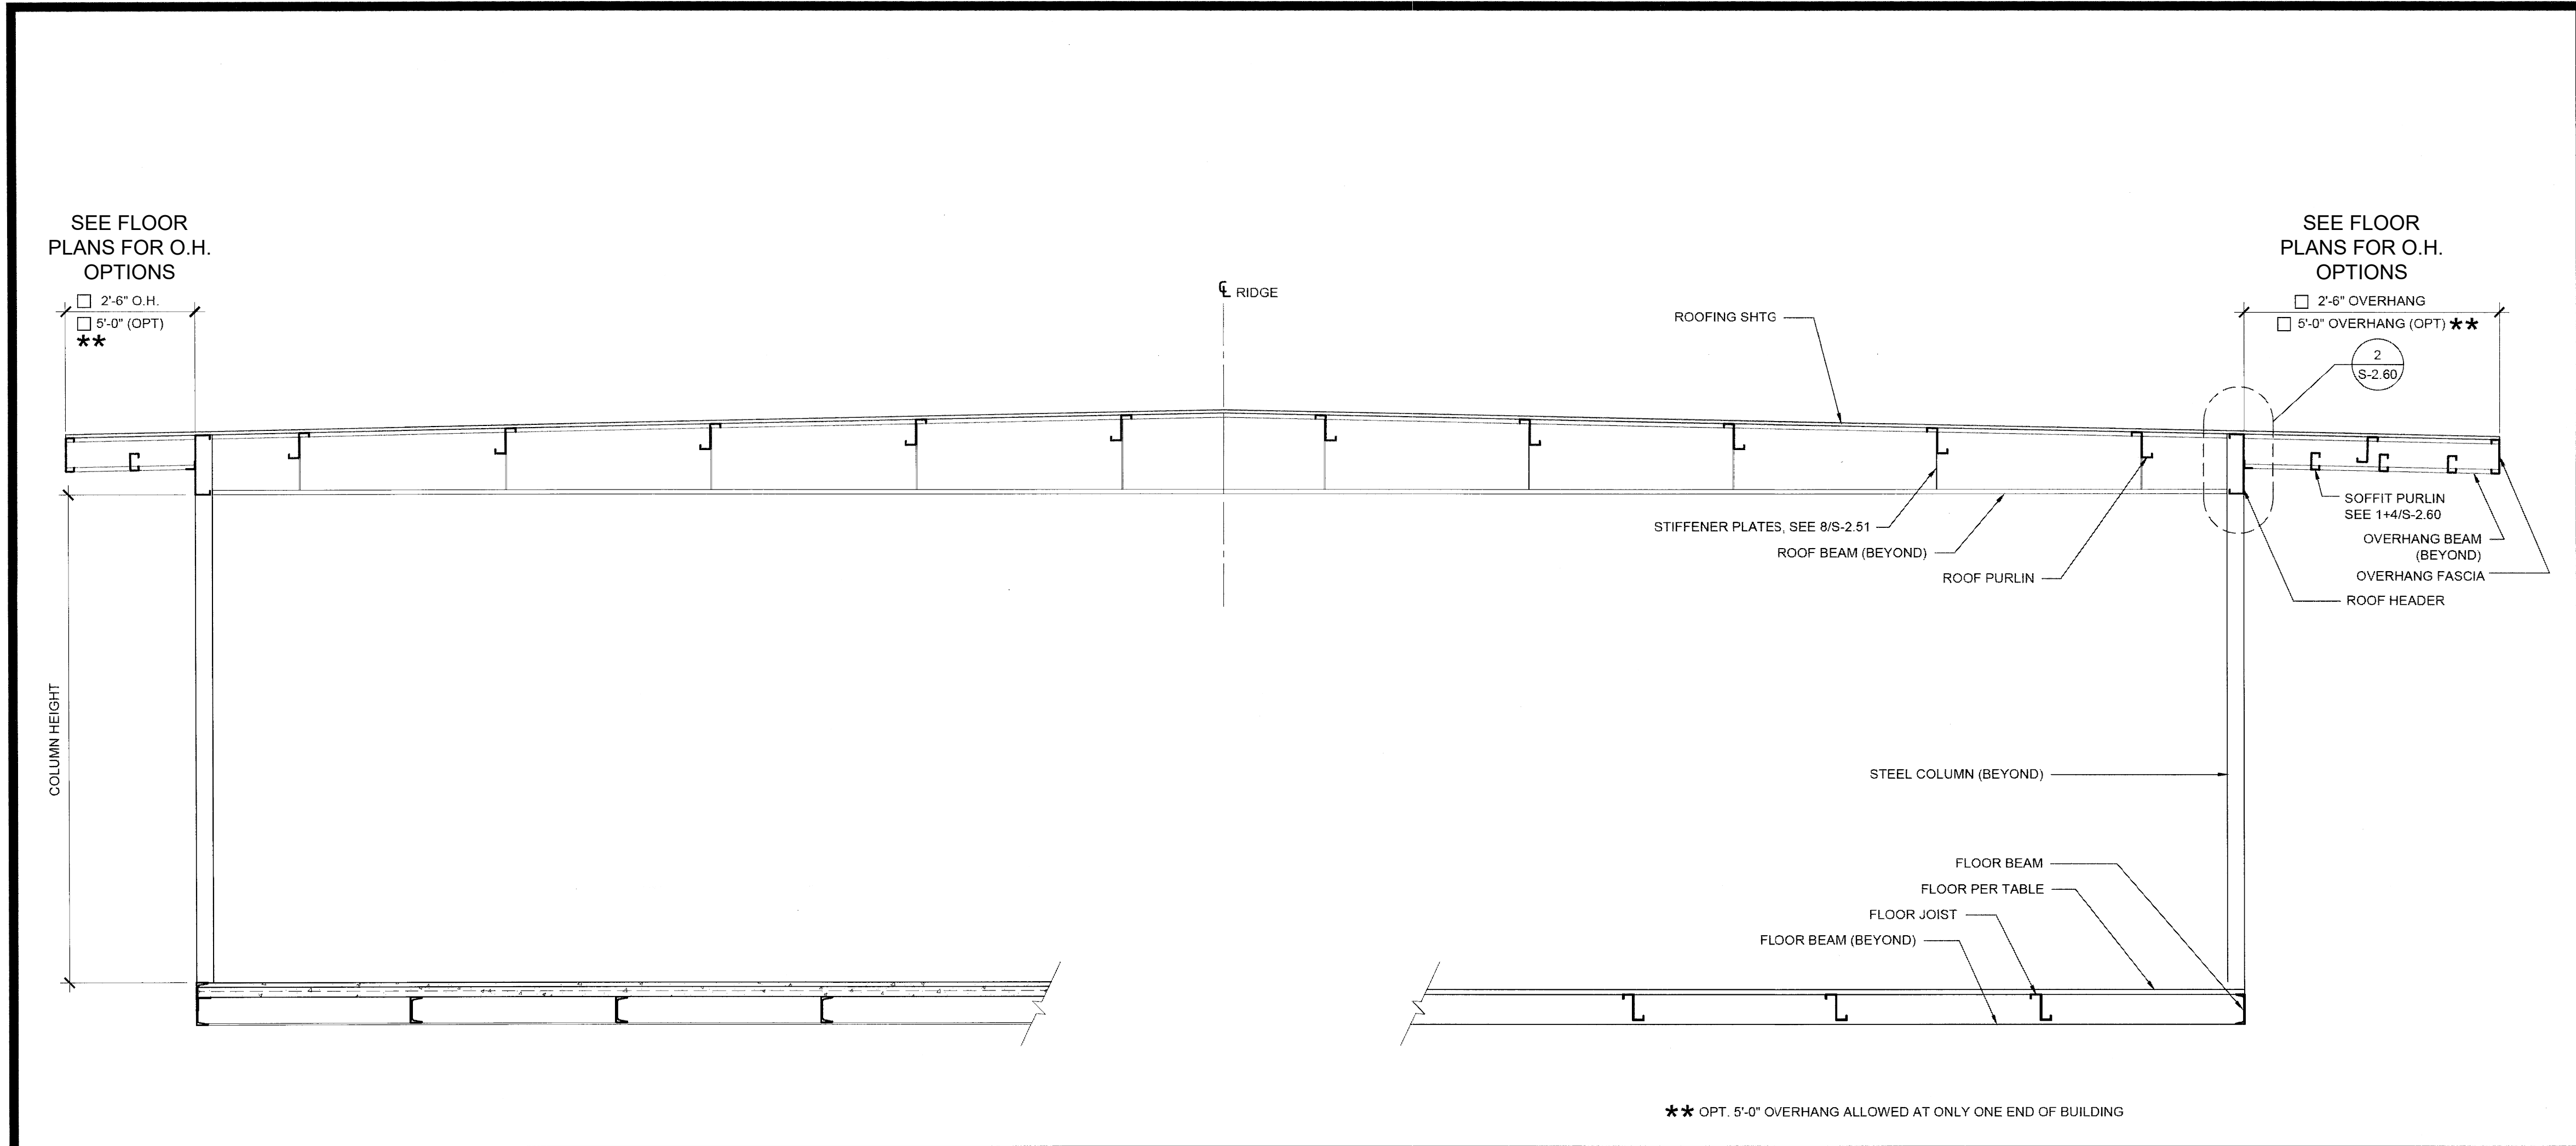 SEE FLOOR
PLANS FOR O.H.
OPTIONS
□ 2'-6" O.H.
□ 5'-0" (OPT)
**
℄ RIDGE
ROOFING SHTG
SEE FLOOR
PLANS FOR O.H.
OPTIONS
□ 2'-6" OVERHANG
□ 5'-0" OVERHANG (OPT) **
2
S-2.60
STIFFENER PLATES, SEE 8/S-2.51
ROOF BEAM (BEYOND)
ROOF PURLIN
SOFFIT PURLIN
SEE 1+4/S-2.60
OVERHANG BEAM
(BEYOND)
OVERHANG FASCIA
ROOF HEADER
COLUMN HEIGHT
STEEL COLUMN (BEYOND)
FLOOR BEAM
FLOOR PER TABLE
FLOOR JOIST
FLOOR BEAM (BEYOND)
** OPT. 5'-0" OVERHANG ALLOWED AT ONLY ONE END OF BUILDING